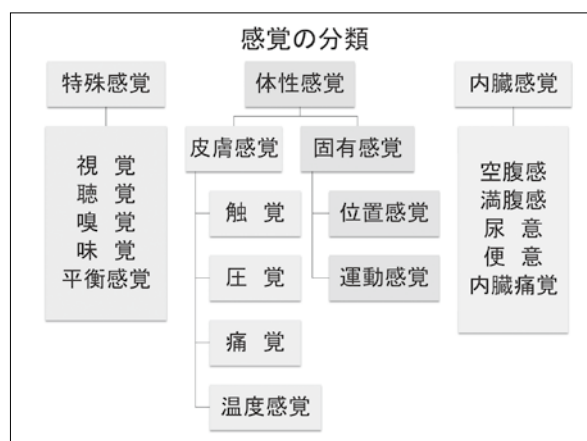 感覚の分類
特殊感覚
視 覚
聴 覚
嗅 覚
味 覚
平衡感覚
体性感覚
皮膚感覚
触 覚
圧 覚
痛 覚
温度感覚
固有感覚
位置感覚
運動感覚
内臓感覚
空腹感
満腹感
尿 意
便 意
内臓痛覚